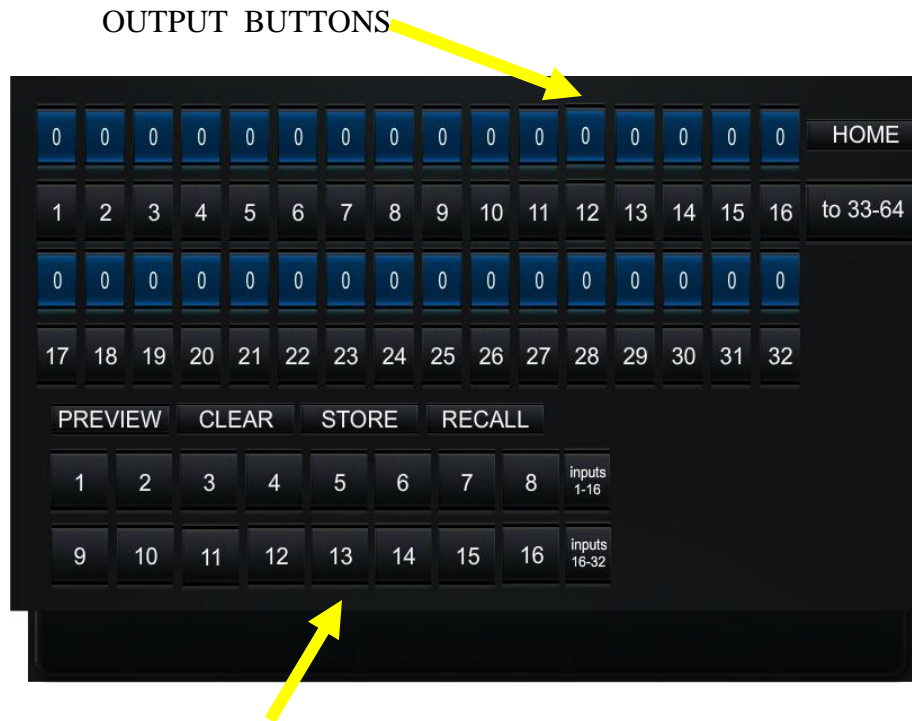 OUTPUT BUTTONS
0 0 0 0 0 0 0 0 0 0 0 0 0 0 0 0 HOME
1 2 3 4 5 6 7 8 9 10 11 12 13 14 15 16 to 33-64
0 0 0 0 0 0 0 0 0 0 0 0 0 0 0 0
17 18 19 20 21 22 23 24 25 26 27 28 29 30 31 32
PREVIEW CLEAR STORE RECALL
1 2 3 4 5 6 7 8 inputs
1-16
9 10 11 12 13 14 15 16 inputs
16-32